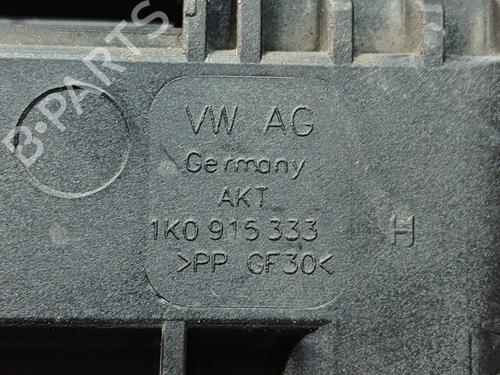 VW AG
Germany
AKT
1K0 915 333 H
>PP GF30<
B-PARTS